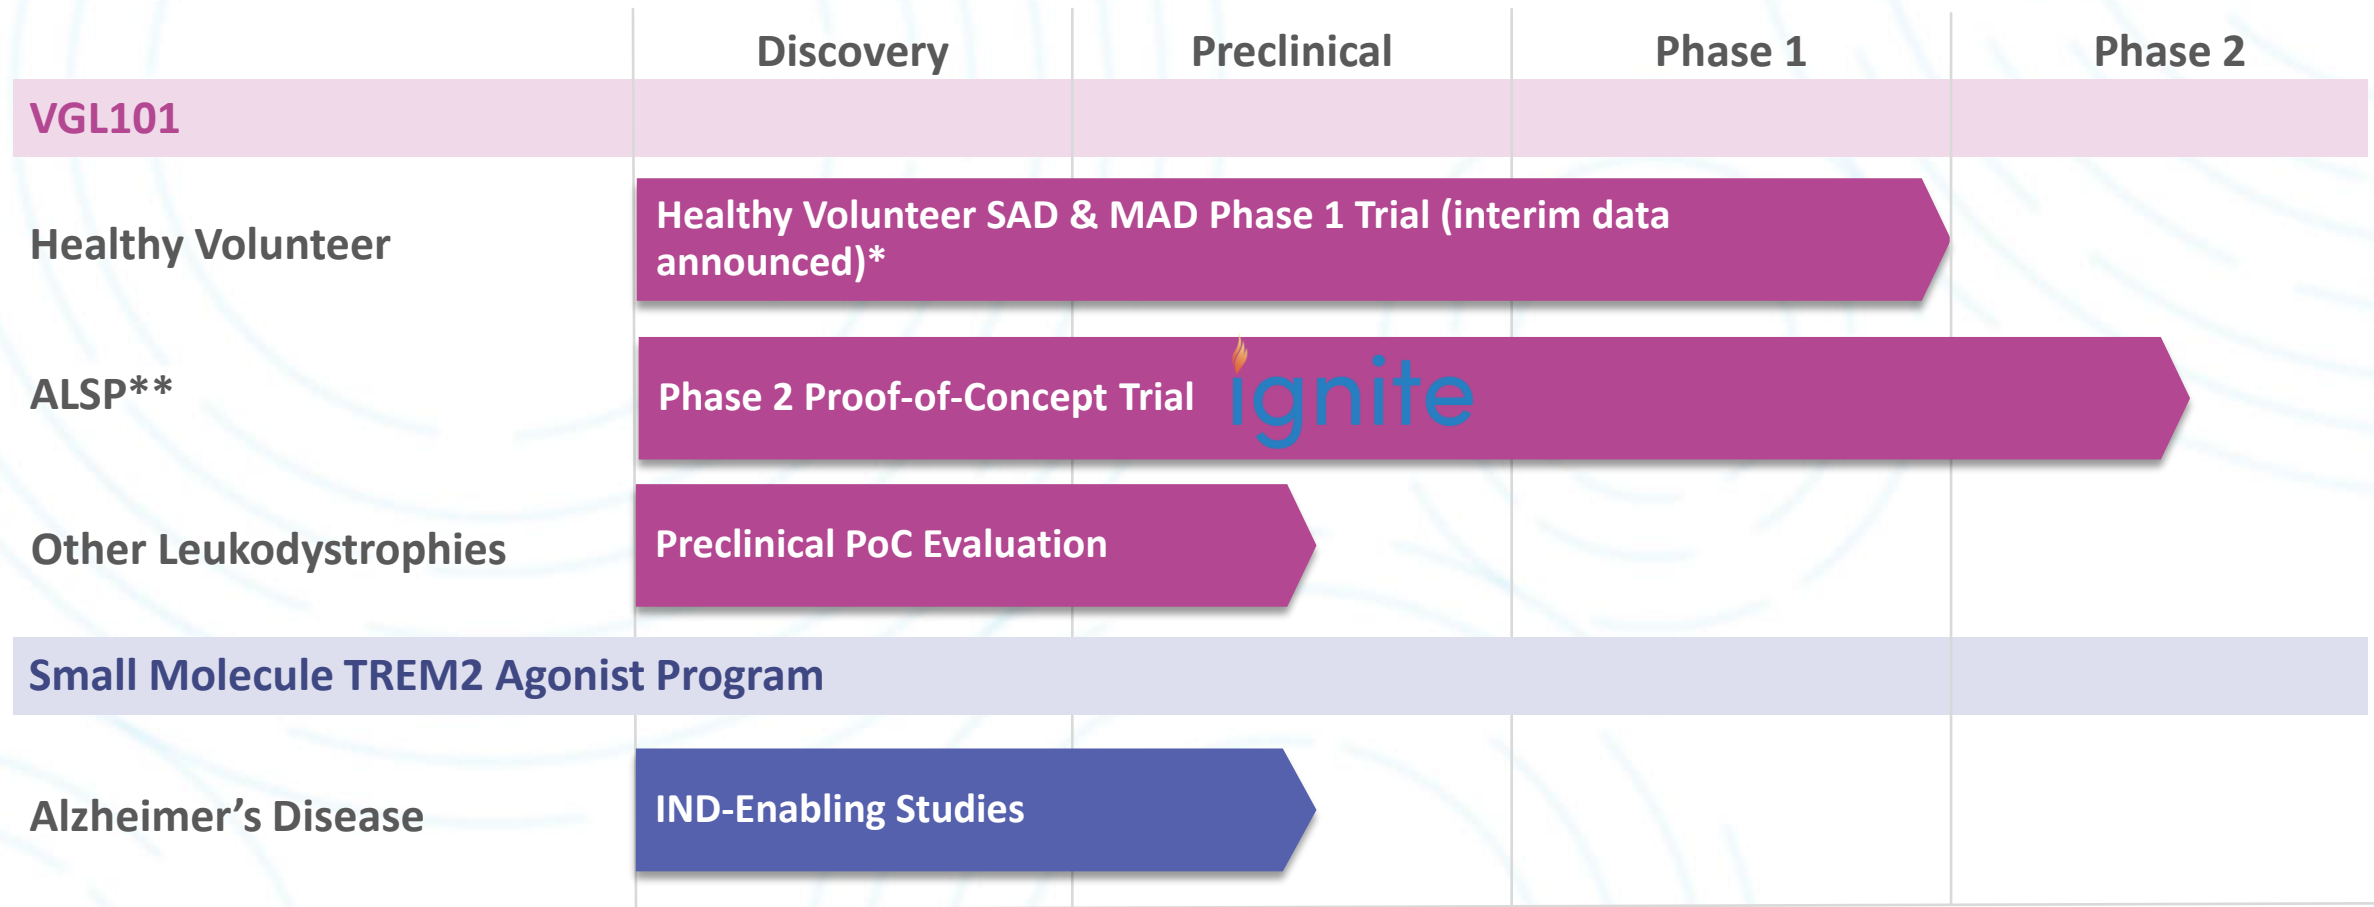 Discovery Preclinical Phase 1 Phase 2
VGL101
Healthy Volunteer
Healthy Volunteer SAD & MAD Phase 1 Trial (interim data
announced)*
ALSP**
Phase 2 Proof-of-Concept Trial ignite
Other Leukodystrophies
Preclinical PoC Evaluation
Small Molecule TREM2 Agonist Program
Alzheimer’s Disease
IND-Enabling Studies